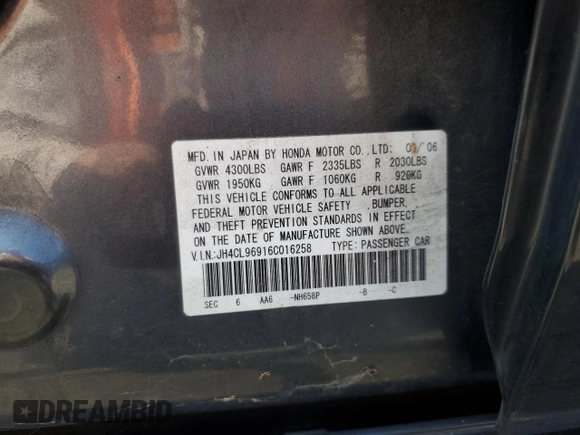 MFD. IN JAPAN BY HONDA MOTOR CO.,LTD: 06
GVWR 4300LBS GAWR F 2335LBS R 2030LBS
GVWR 1950KG GAWR F 1060KG R 920KG
THIS VEHICLE CONFORMS TO ALL APPLICABLE
FEDERAL MOTOR VEHICLE SAFETY ,BUMPER,
AND THEFT PREVENTION STANDARDS IN EFFECT
ON THE DATE OF MANUFACTURE SHOWN ABOVE.
V.I.N:JH4CL96916C016258 TYPE: PASSENGER CAR
SEC 6 AA6 -NH658P -B -C
DREAMBID